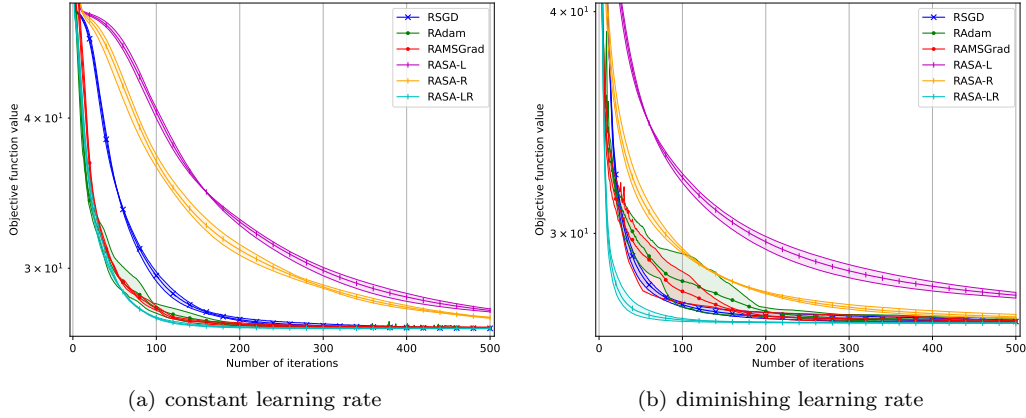 RSGD
RAdam
RAMSGrad
RASA-L
RASA-R
RASA-LR
Objective function value
4 × 10¹
3 × 10¹
0 100 200 300 400 500
Number of iterations
(a) constant learning rate
RSGD
RAdam
RAMSGrad
RASA-L
RASA-R
RASA-LR
Objective function value
4 × 10¹
3 × 10¹
0 100 200 300 400 500
Number of iterations
(b) diminishing learning rate